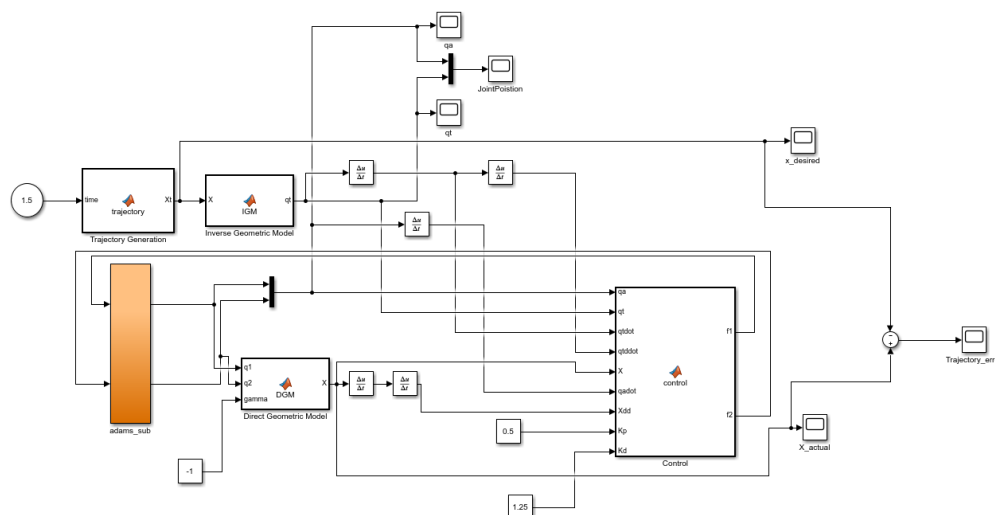 qa
JointPoistion
qt
x_desired
Δu
Δt
Δu
Δt
1.5
time
trajectory
Xt
Trajectory Generation
X
IGM
qt
Inverse Geometric Model
Δu
Δt
adams_sub
q1
q2
gamma
DGM
X
Direct Geometric Model
Δu
Δt
Δu
Δt
qa
qt
qtdot
qtddot
X
qadot
Xdd
Kp
Kd
control
f1
f2
Control
0.5
-1
1.25
−
+
Trajectory_err
X_actual